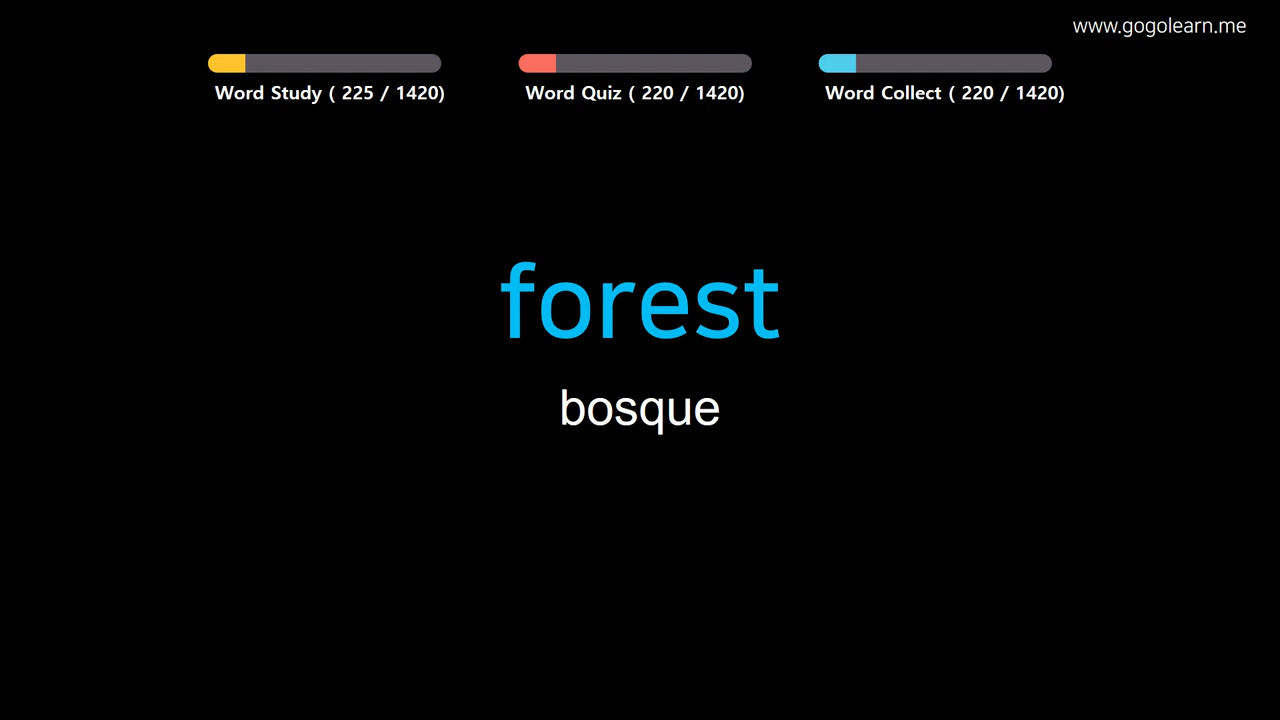 www.gogolearn.me
Word Study ( 225 / 1420)
Word Quiz ( 220 / 1420)
Word Collect ( 220 / 1420)
forest
bosque